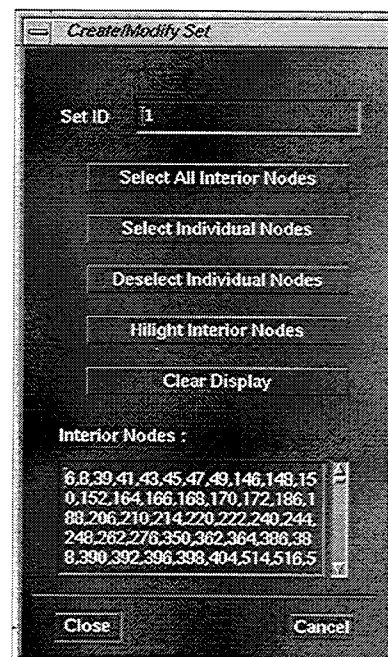 Create/Modify Set
Set ID 1
Select All Interior Nodes
Select Individual Nodes
Deselect Individual Nodes
Hilight Interior Nodes
Clear Display
Interior Nodes :
6,8,39,41,43,45,47,49,146,148,15
0,152,164,166,168,170,172,186,1
88,206,210,214,220,222,240,244,
248,262,276,350,362,364,386,38
8,390,392,396,398,404,514,516,5
Close Cancel